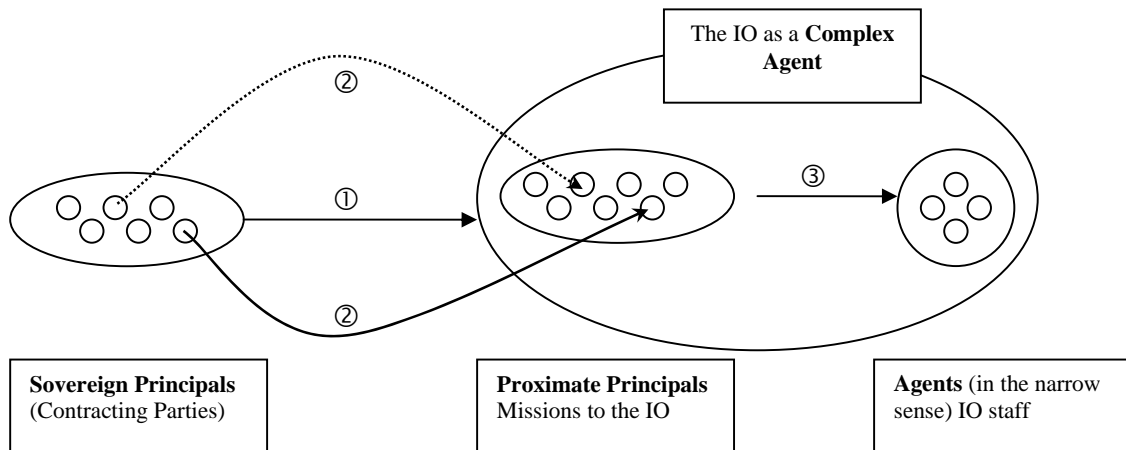 The IO as a Complex
Agent
②
①
③
②
Sovereign Principals
(Contracting Parties)
Proximate Principals
Missions to the IO
Agents (in the narrow
sense) IO staff